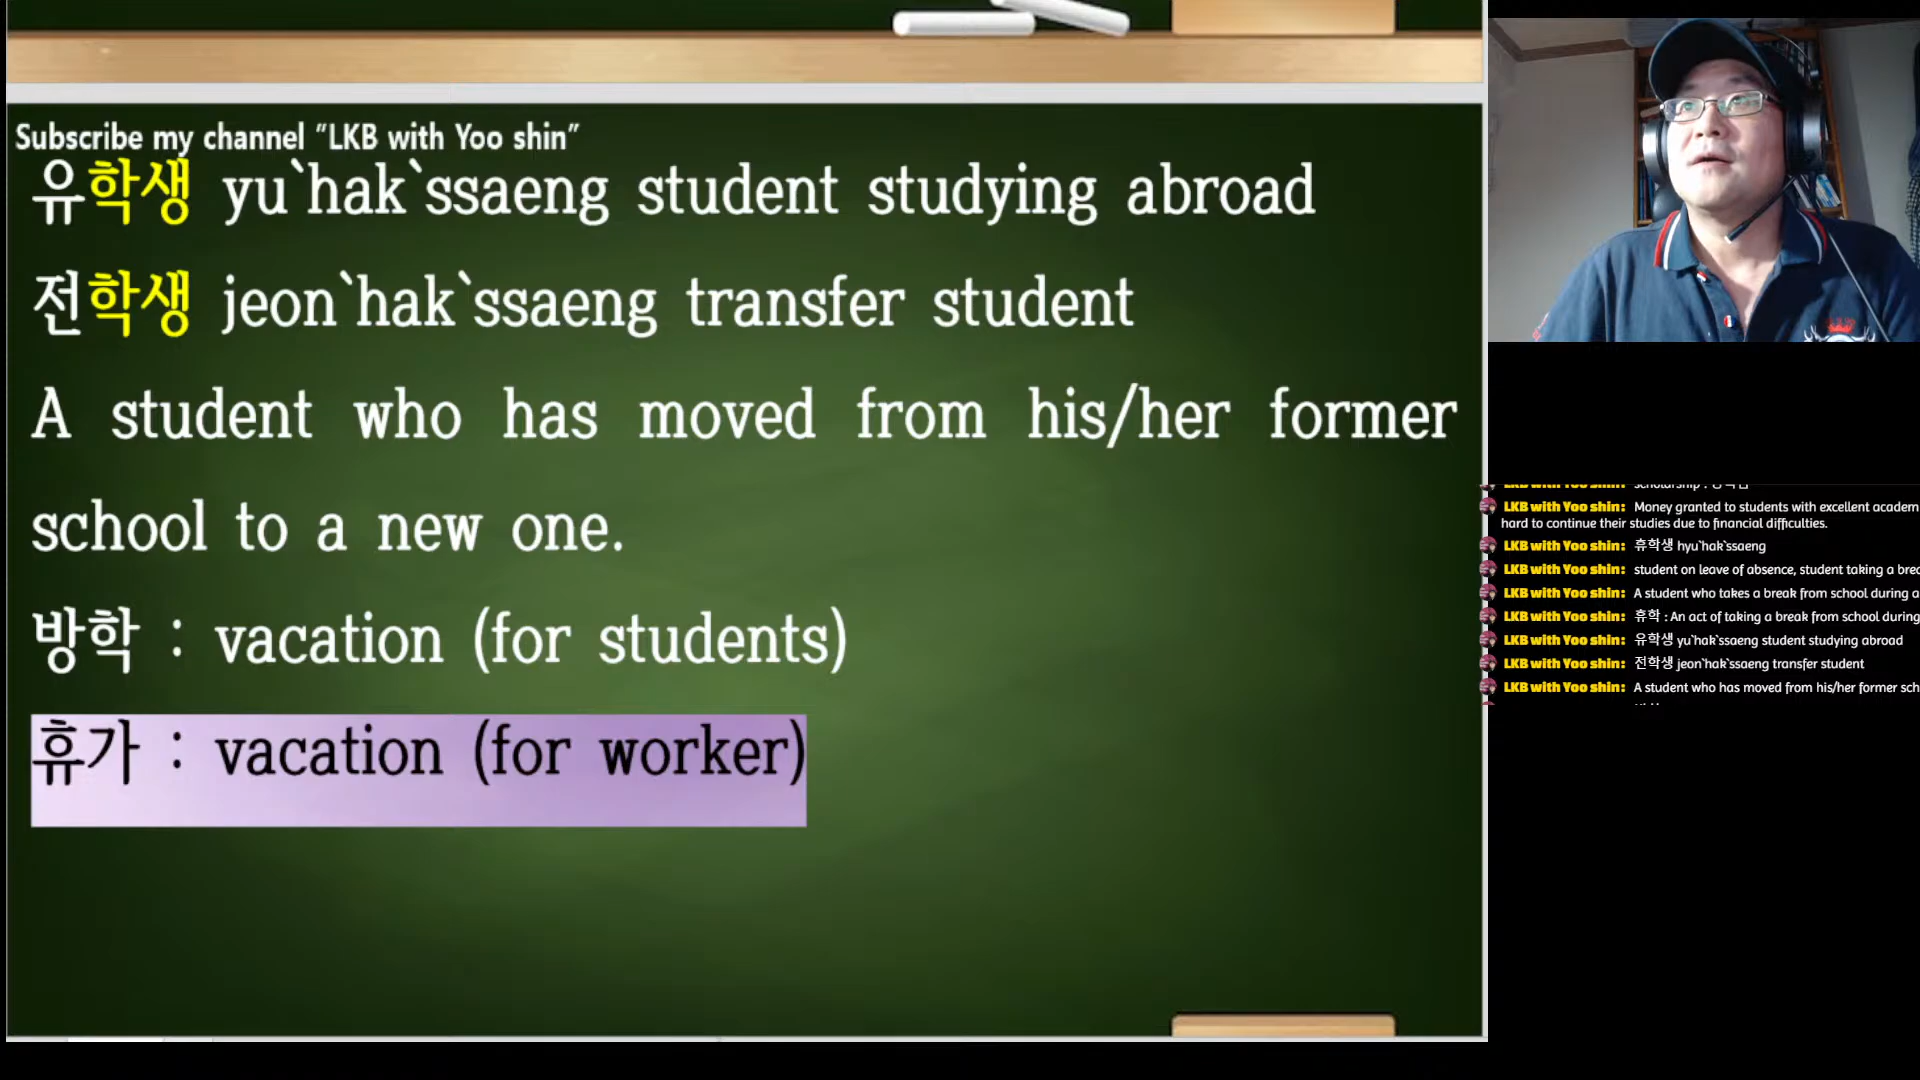 Subscribe my channel "LKB with Yoo shin"
유학생 yu`hak`ssaeng student studying abroad
전학생 jeon`hak`ssaeng transfer student
A student who has moved from his/her former
school to a new one.
방학 : vacation (for students)
휴가 : vacation (for worker)
LKB with Yoo shin: Money granted to students with excellent academ
hard to continue their studies due to financial difficulties.
LKB with Yoo shin: 휴학생 hyu`hak`ssaeng
LKB with Yoo shin: student on leave of absence, student taking a brea
LKB with Yoo shin: A student who takes a break from school during a
LKB with Yoo shin: 휴학 : An act of taking a break from school during
LKB with Yoo shin: 유학생 yu`hak`ssaeng student studying abroad
LKB with Yoo shin: 전학생 jeon`hak`ssaeng transfer student
LKB with Yoo shin: A student who has moved from his/her former sch